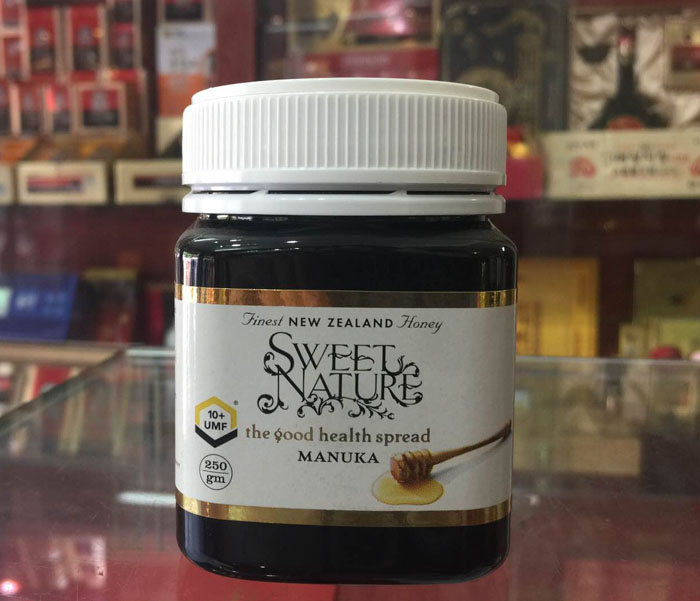 Finest NEW ZEALAND Honey
SWEET
NATURE
10+
UMF
®
the good health spread
MANUKA
250
gm